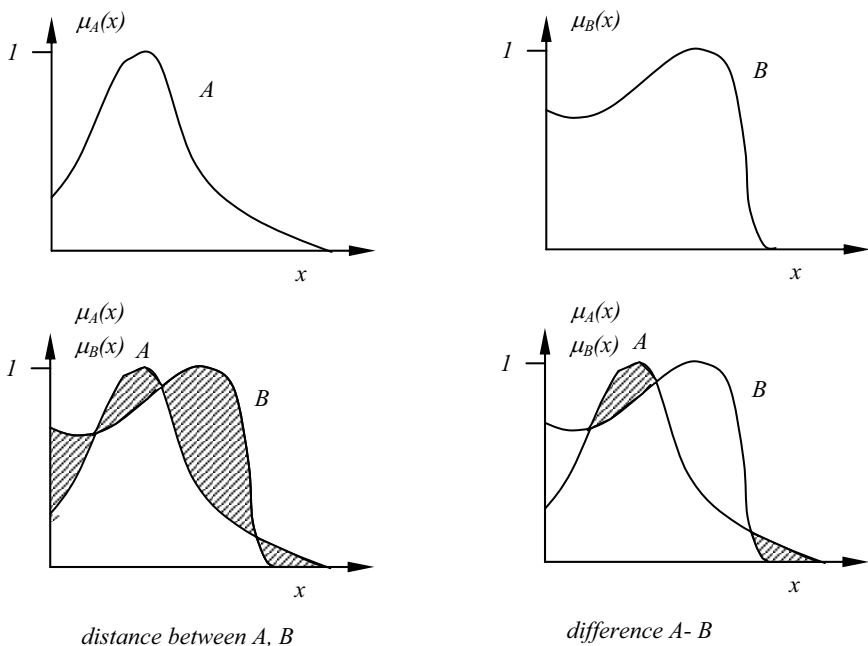 μA(x)
1
A
x
μB(x)
1
B
x
μA(x)
μB(x)
1
A
B
x
distance between A, B
μA(x)
μB(x)
1
A
B
x
difference A- B